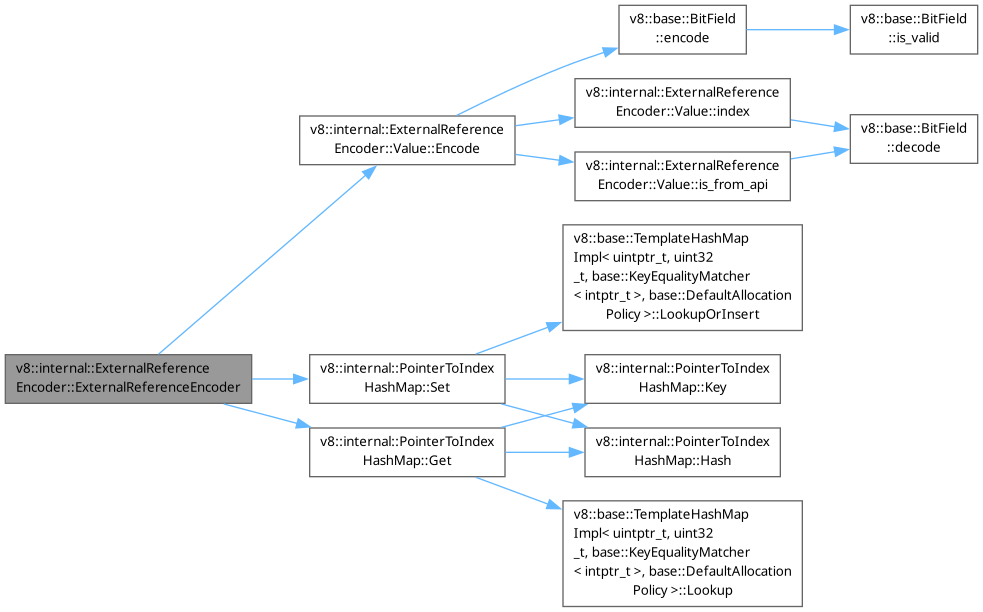 v8::base::BitField
::encode
v8::base::BitField
::is_valid
v8::internal::ExternalReference
Encoder::Value::index
v8::internal::ExternalReference
Encoder::Value::Encode
v8::base::BitField
::decode
v8::internal::ExternalReference
Encoder::Value::is_from_api
v8::base::TemplateHashMap
Impl< uintptr_t, uint32
_t, base::KeyEqualityMatcher
< intptr_t >, base::DefaultAllocation
Policy >::LookupOrInsert
v8::internal::ExternalReference
Encoder::ExternalReferenceEncoder
v8::internal::PointerToIndex
HashMap::Set
v8::internal::PointerToIndex
HashMap::Key
v8::internal::PointerToIndex
HashMap::Get
v8::internal::PointerToIndex
HashMap::Hash
v8::base::TemplateHashMap
Impl< uintptr_t, uint32
_t, base::KeyEqualityMatcher
< intptr_t >, base::DefaultAllocation
Policy >::Lookup